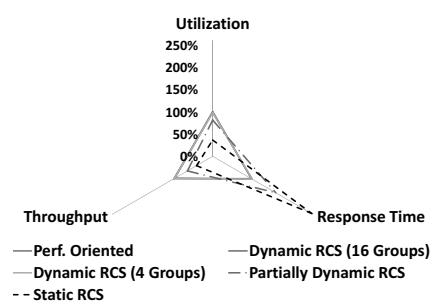 Utilization
250%
200%
150%
100%
50%
0%
Throughput
Response Time
Perf. Oriented
Dynamic RCS (16 Groups)
Dynamic RCS (4 Groups)
Partially Dynamic RCS
Static RCS